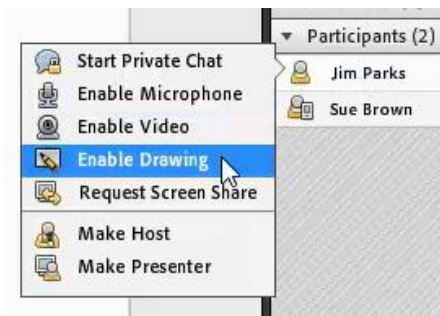 Participants (2)
Start Private Chat
Enable Microphone
Enable Video
Enable Drawing
Request Screen Share
Make Host
Make Presenter
Jim Parks
Sue Brown